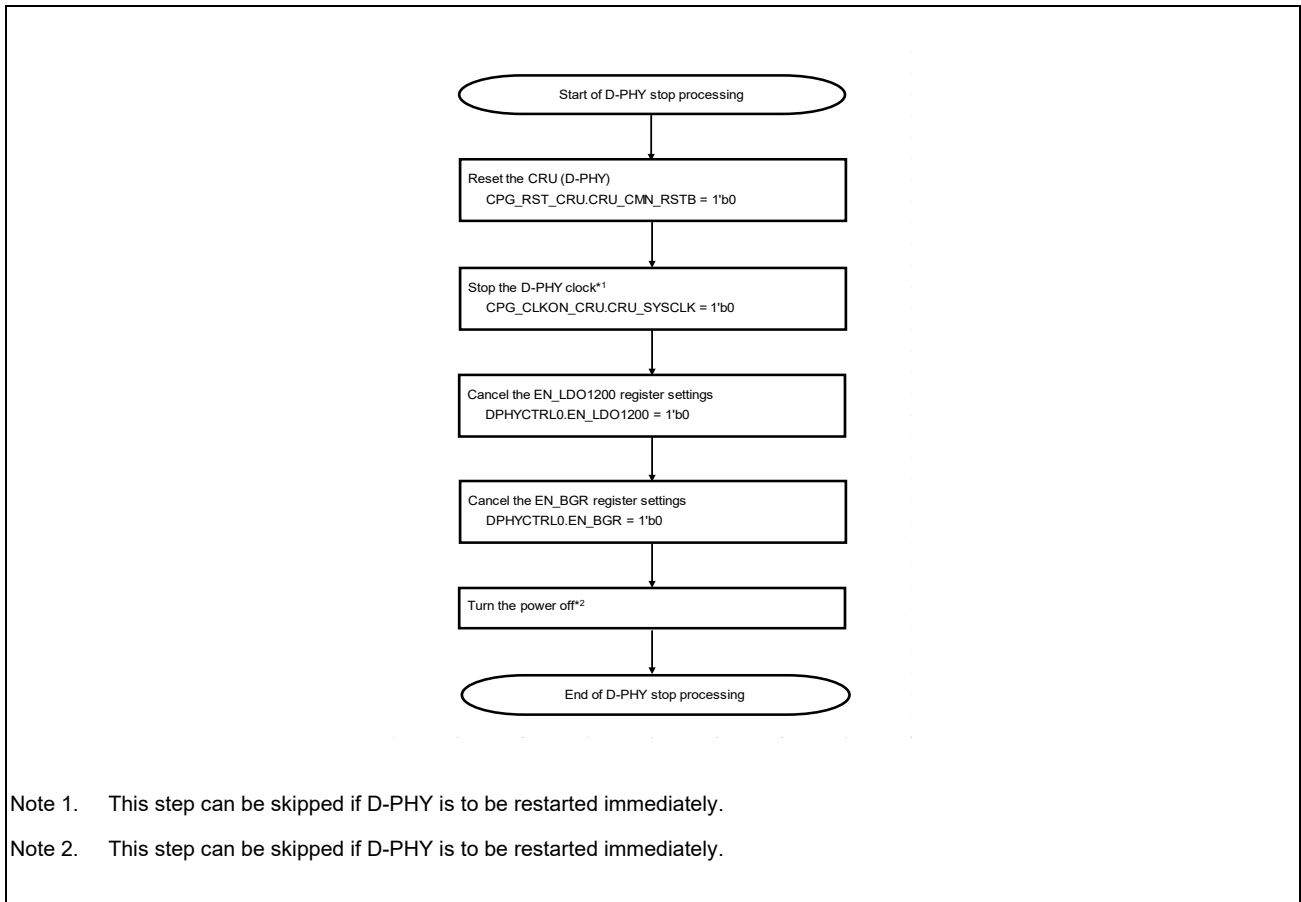 Start of D-PHY stop processing
Reset the CRU (D-PHY)
CPG_RST_CRU.CRU_CMN_RSTB = 1'b0
Stop the D-PHY clock*1
CPG_CLKON_CRU.CRU_SYSCLK = 1'b0
Cancel the EN_LDO1200 register settings
DPHYCTRL0.EN_LDO1200 = 1'b0
Cancel the EN_BGR register settings
DPHYCTRL0.EN_BGR = 1'b0
Turn the power off*2
End of D-PHY stop processing
Note 1. This step can be skipped if D-PHY is to be restarted immediately.
Note 2. This step can be skipped if D-PHY is to be restarted immediately.